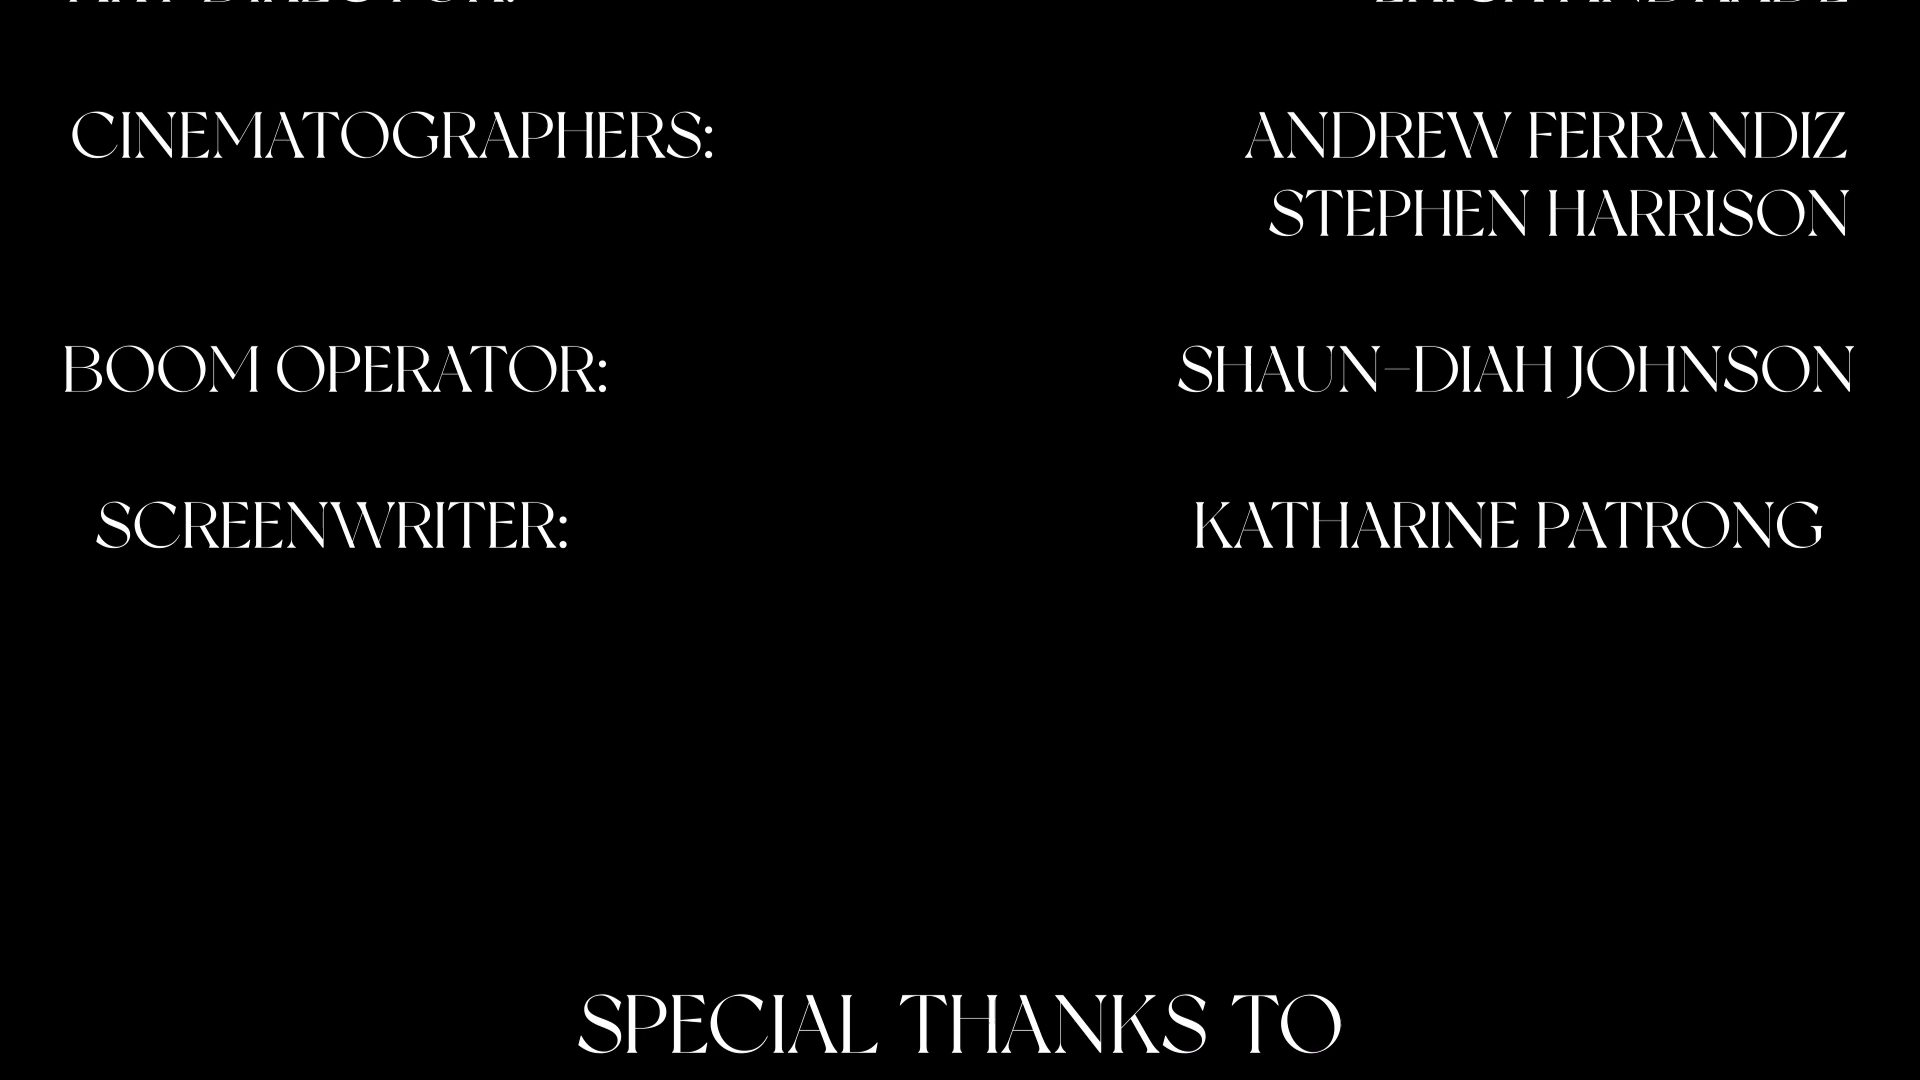 CINEMATOGRAPHERS: ANDREW FERRANDIZ
STEPHEN HARRISON
BOOM OPERATOR: SHAUN-DIAH JOHNSON
SCREENWRITER: KATHARINE PATRONG
SPECIAL THANKS TO